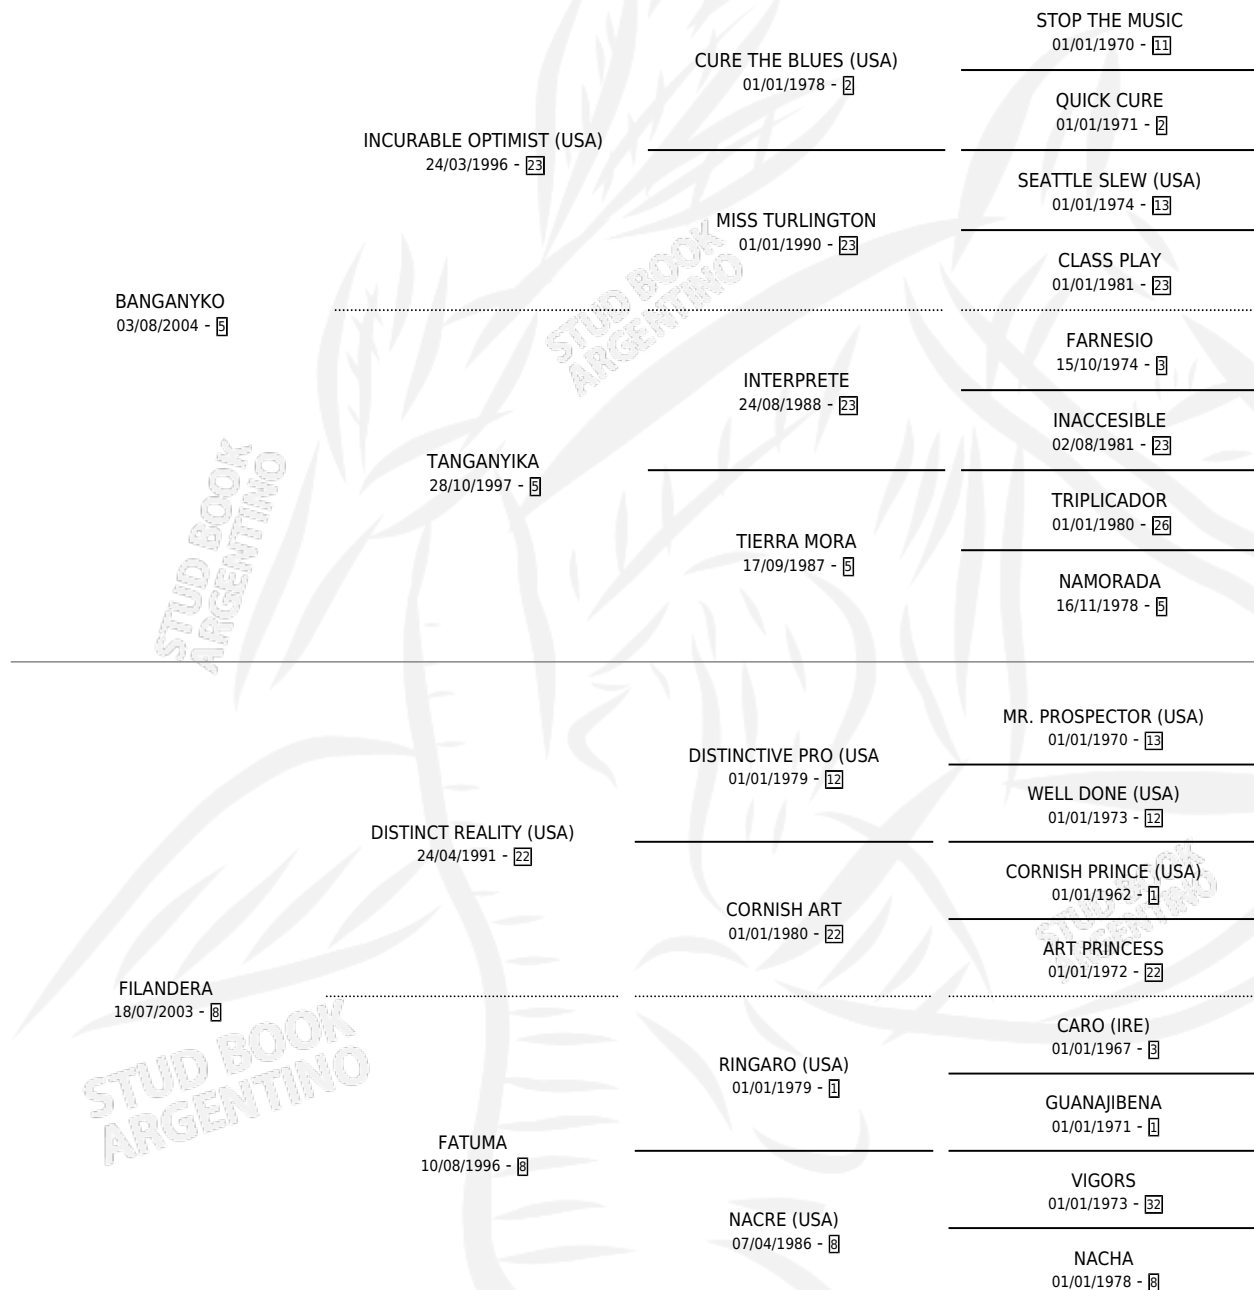 STOP THE MUSIC
01/01/1970 - 11
CURE THE BLUES (USA)
01/01/1978 - 2
QUICK CURE
01/01/1971 - 2
INCURABLE OPTIMIST (USA)
24/03/1996 - 23
SEATTLE SLEW (USA)
01/01/1974 - 13
MISS TURLINGTON
01/01/1990 - 23
CLASS PLAY
01/01/1981 - 23
BANGANYKO
03/08/2004 - 5
FARNESIO
15/10/1974 - 3
INTERPRETE
24/08/1988 - 23
INACCESIBLE
02/08/1981 - 23
TANGANYIKA
28/10/1997 - 5
TRIPLICADOR
01/01/1980 - 26
TIERRA MORA
17/09/1987 - 5
NAMORADA
16/11/1978 - 5
MR. PROSPECTOR (USA)
01/01/1970 - 13
DISTINCTIVE PRO (USA
01/01/1979 - 12
WELL DONE (USA)
01/01/1973 - 12
DISTINCT REALITY (USA)
24/04/1991 - 22
CORNISH PRINCE (USA)
01/01/1962 - 1
CORNISH ART
01/01/1980 - 22
ART PRINCESS
01/01/1972 - 22
FILANDERA
18/07/2003 - 8
CARO (IRE)
01/01/1967 - 3
RINGARO (USA)
01/01/1979 - 1
GUANAJIBENA
01/01/1971 - 1
FATUMA
10/08/1996 - 8
VIGORS
01/01/1973 - 32
NACRE (USA)
07/04/1986 - 8
NACHA
01/01/1978 - 8
STUD BOOK
ARGENTINO
STUD BOOK
ARGENTINO
STUD BOOK
ARGENTINO
STUD BOOK
ARGENTINO